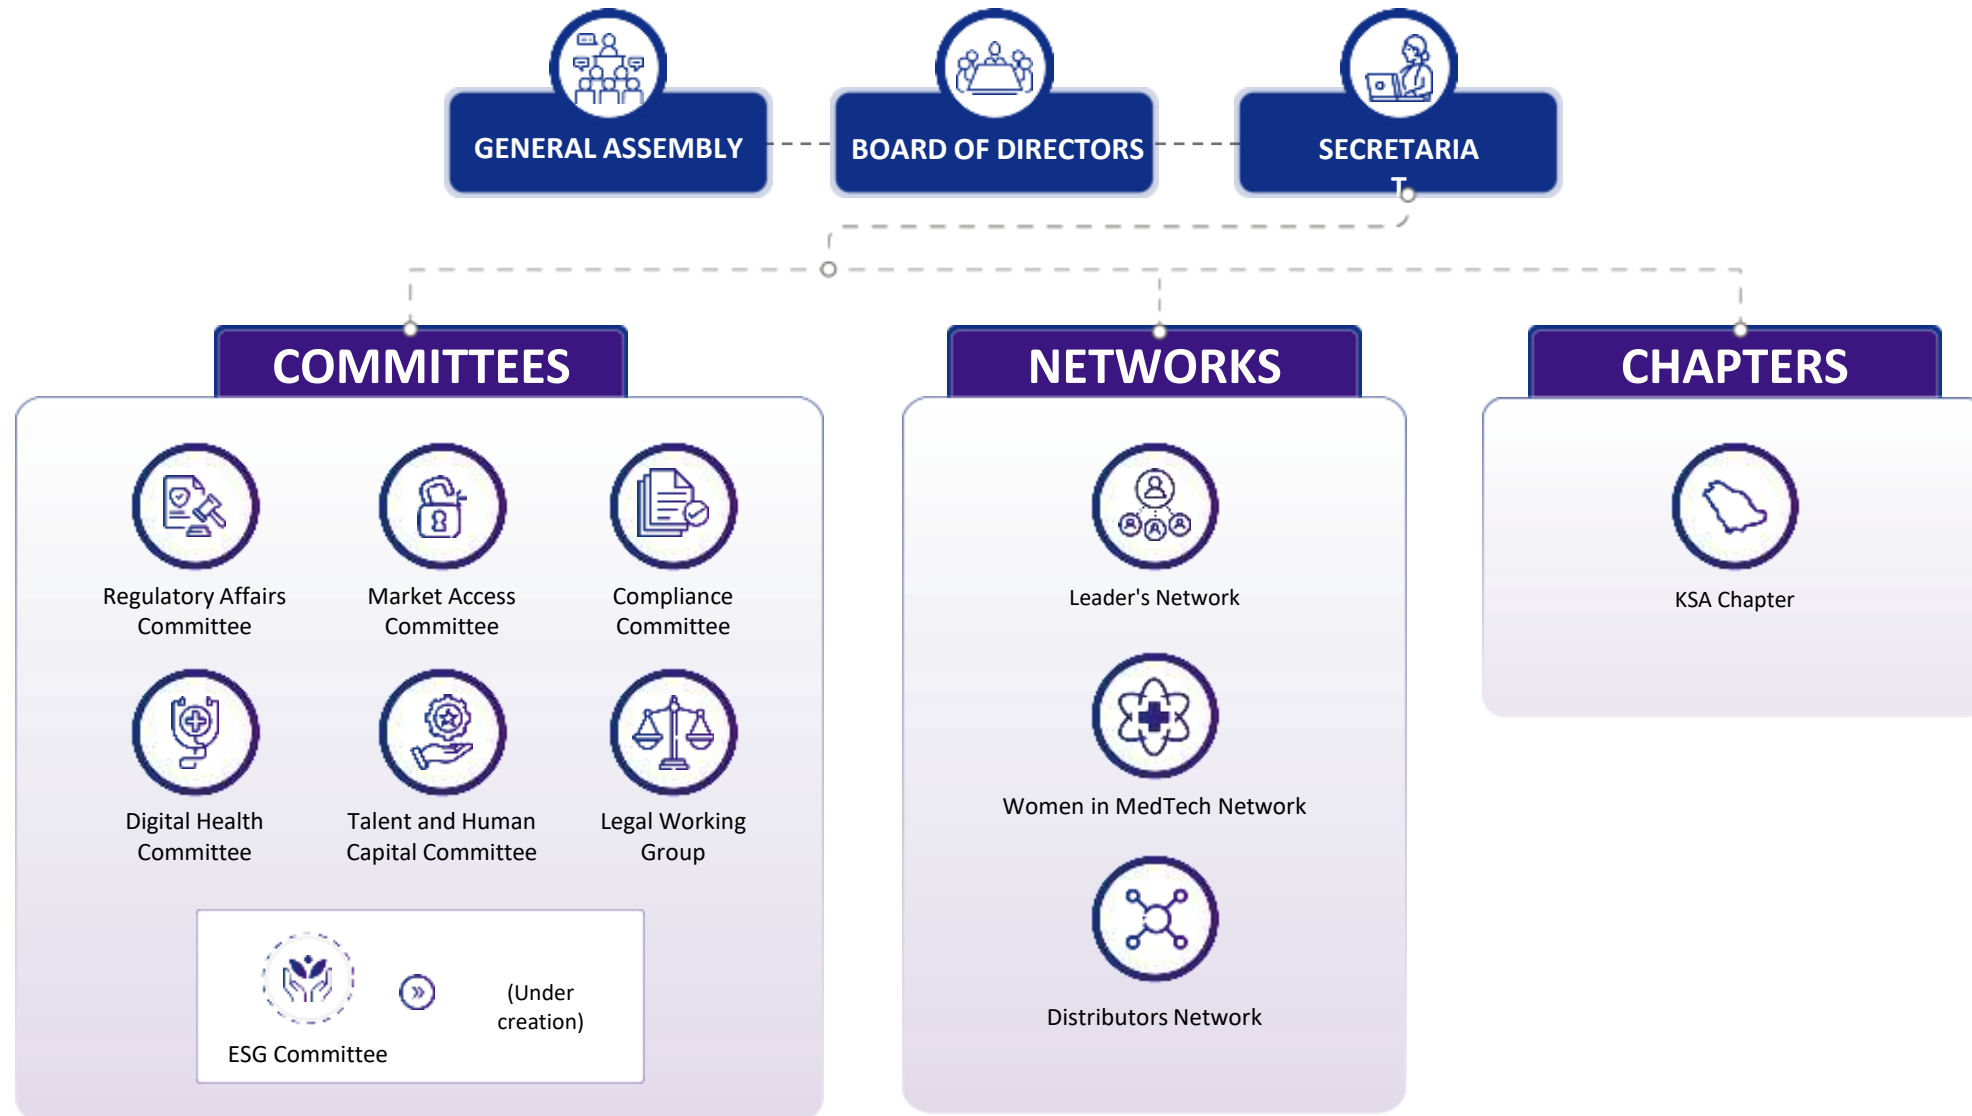 GENERAL ASSEMBLY
BOARD OF DIRECTORS
SECRETARIA
T
COMMITTEES
NETWORKS
CHAPTERS
Regulatory Affairs
Committee
Market Access
Committee
Compliance
Committee
Digital Health
Committee
Talent and Human
Capital Committee
Legal Working
Group
(Under
creation)
ESG Committee
Leader's Network
Women in MedTech Network
Distributors Network
KSA Chapter